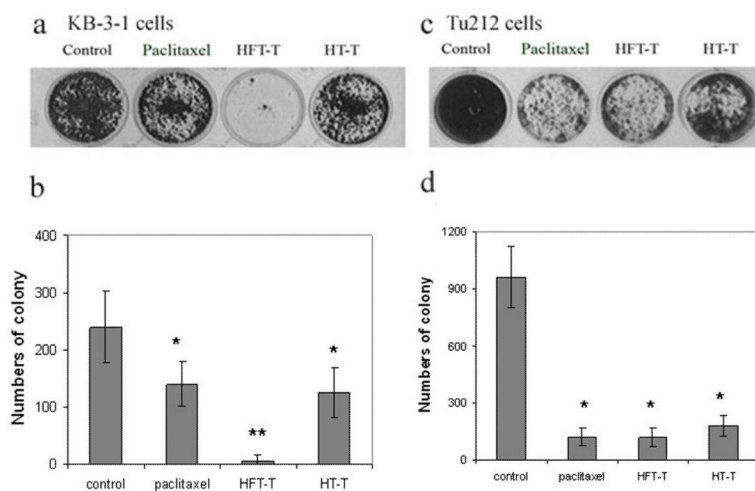 a KB-3-1 cells
Control Paclitaxel HFT-T HT-T
c Tu212 cells
Control Paclitaxel HFT-T HT-T
b
Numbers of colony
400
300
200
100
0
* ** *
control paclitaxel HFT-T HT-T
d
Numbers of colony
1200
900
600
300
0
* * *
control paclitaxel HFT-T HT-T